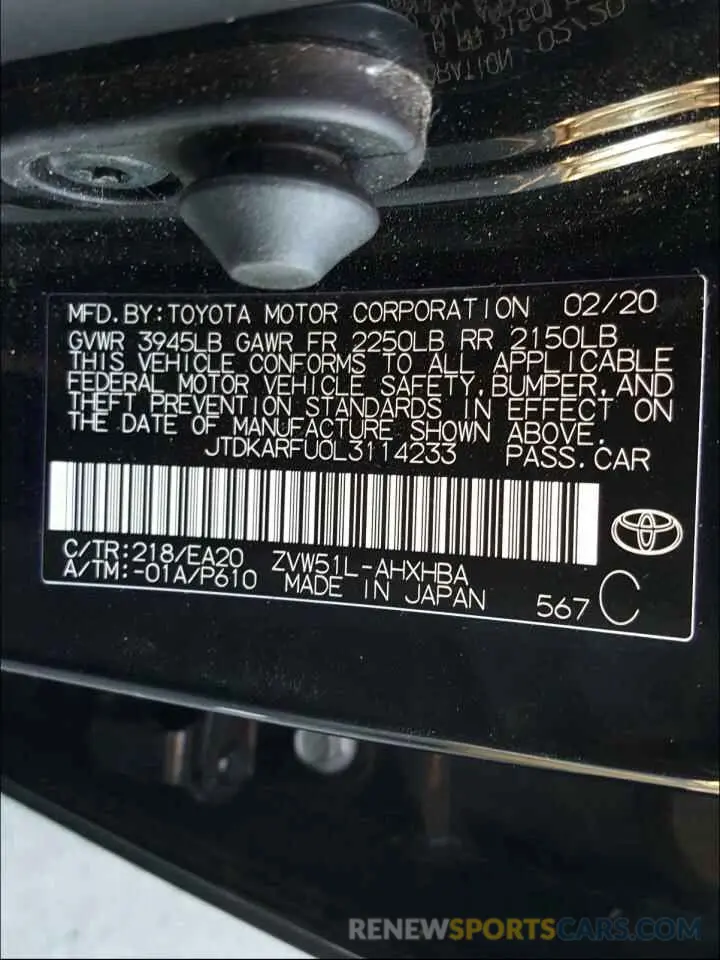 MFD.BY:TOYOTA MOTOR CORPORATION 02/20
GVWR 3945LB GAWR FR 2250LB RR 2150LB
THIS VEHICLE CONFORMS TO ALL APPLICABLE
FEDERAL MOTOR VEHICLE SAFETY,BUMPER,AND
THEFT PREVENTION STANDARDS IN EFFECT ON
THE DATE OF MANUFACTURE SHOWN ABOVE.
JTDKARFU0L3114233 PASS.CAR
C/TR:218/EA20 ZVW51L-AHXHBA
A/TM:-01A/P610 MADE IN JAPAN 567 C
RENEWSPORTSCARS.COM